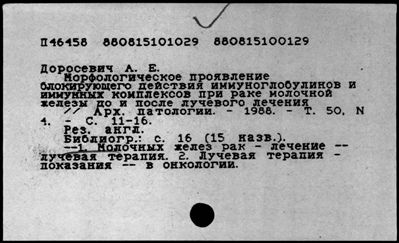 П46458 880815101029 880815100129
Доросевич А. Е.
Морфологическое проявление
блокирующего действия иммуноглобулинов и
иммунных комплексов при раке молочной
железы до и после лучевого лечения
// Арх. патологии. - 1988. - Т. 50, N
4. - С. 11-16.
Рез. англ.
Библиогр.: с. 16 (15 назв.).
--1. Молочных желез рак - лечение --
лучевая терапия. 2. Лучевая терапия -
показания -- в онкологии.